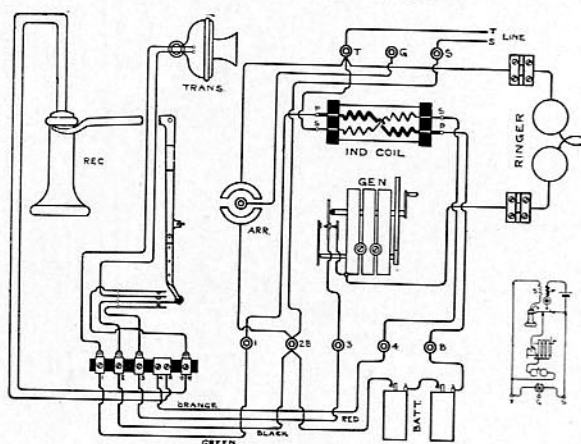 T LINE
S
T G S
TRANS.
P S
S P
IND COIL
RINGER
REC
GEN
ARR.
1 2B 3 4 B
ORANGE
RED
BLACK
GREEN
BATT.